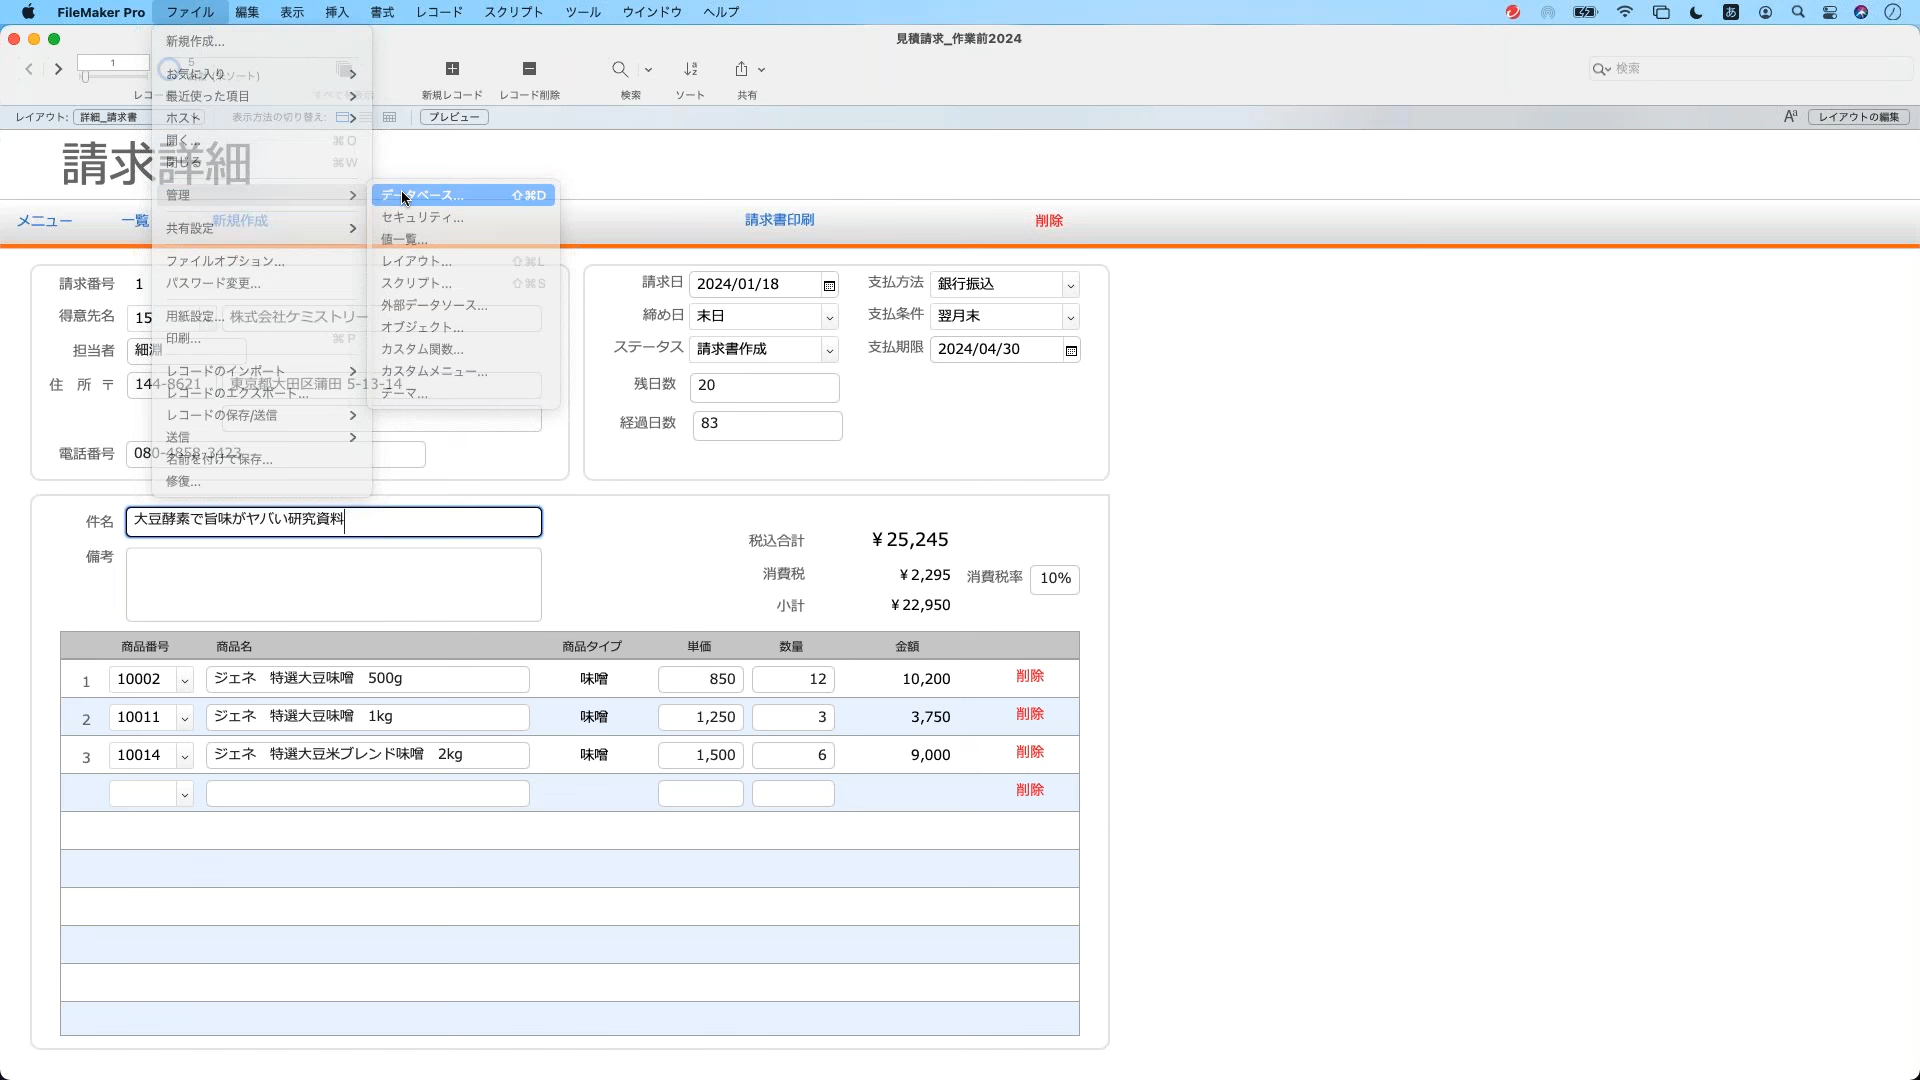 FileMaker Pro ファイル 編集 表示 挿入 書式 レコード スクリプト ツール ウインドウ ヘルプ
見積請求_作業前2024
新規作成...
1
5
お気に入り
検索
最近使った項目
新規レコード レコード削除 検索 ソート 共有
レイアウト: 詳細_請求書
ホスト
表示方法の切り替え:
プレビュー
レイアウトの編集
開く... ⌘O
閉じる ⌘W
請求詳細
管理
データベース... ⇧⌘D
メニュー 一覧 新規作成 請求書印刷 削除
共有設定
セキュリティ...
値一覧...
ファイルオプション...
レイアウト... ⇧⌘L
パスワード変更...
スクリプト... ⇧⌘S
用紙設定...
外部データソース...
印刷... ⌘P
オブジェクト...
カスタム関数...
レコードのインポート
カスタムメニュー...
レコードのエクスポート...
テーマ...
レコードの保存/送信
送信
名前を付けて保存...
修復...
請求番号 1
得意先名 15 株式会社ケミストリー
担当者 細淵
住 所 〒 144-8621 東京都大田区蒲田 5-13-14
電話番号 080-4858-3423
請求日 2024/01/18 支払方法 銀行振込
締め日 末日 支払条件 翌月末
ステータス 請求書作成 支払期限 2024/04/30
残日数 20
経過日数 83
件名 大豆酵素で旨味がヤバい研究資料
備考
税込合計 ¥25,245
消費税 ¥2,295 消費税率 10%
小計 ¥22,950
商品番号 商品名 商品タイプ 単価 数量 金額
1 10002 ジェネ 特選大豆味噌 500g 味噌 850 12 10,200 削除
2 10011 ジェネ 特選大豆味噌 1kg 味噌 1,250 3 3,750 削除
3 10014 ジェネ 特選大豆米ブレンド味噌 2kg 味噌 1,500 6 9,000 削除
削除